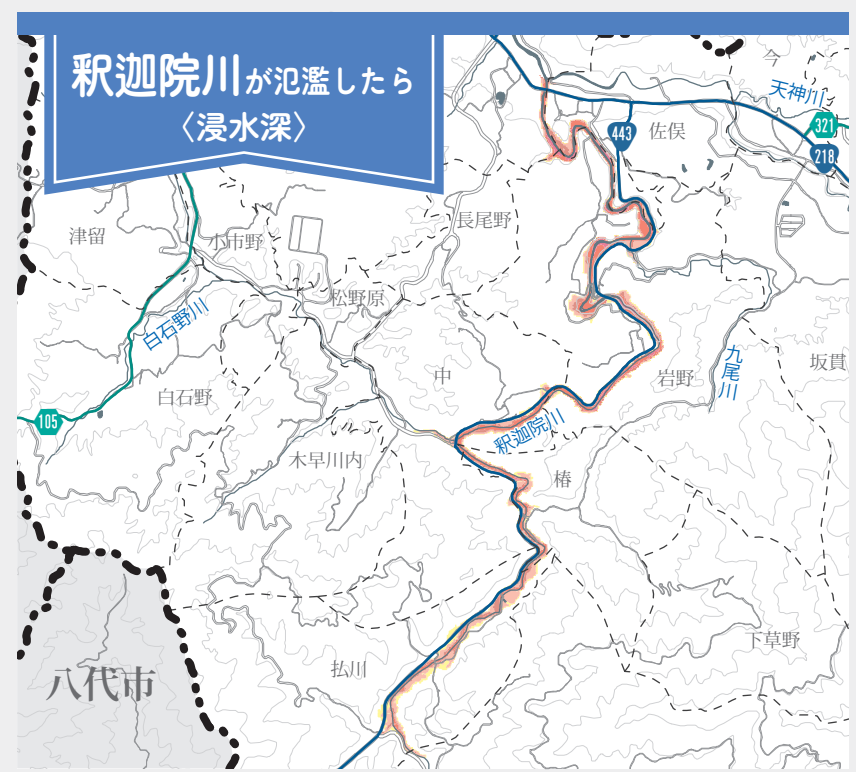 釈迦院川が氾濫したら
〈浸水深〉
今
天神川
321
443
佐俣
218
長尾野
津留
小市野
松野原
白石野川
九尾川
坂貫
中
岩野
白石野
105
釈迦院川
木早川内
椿
下草野
払川
八代市